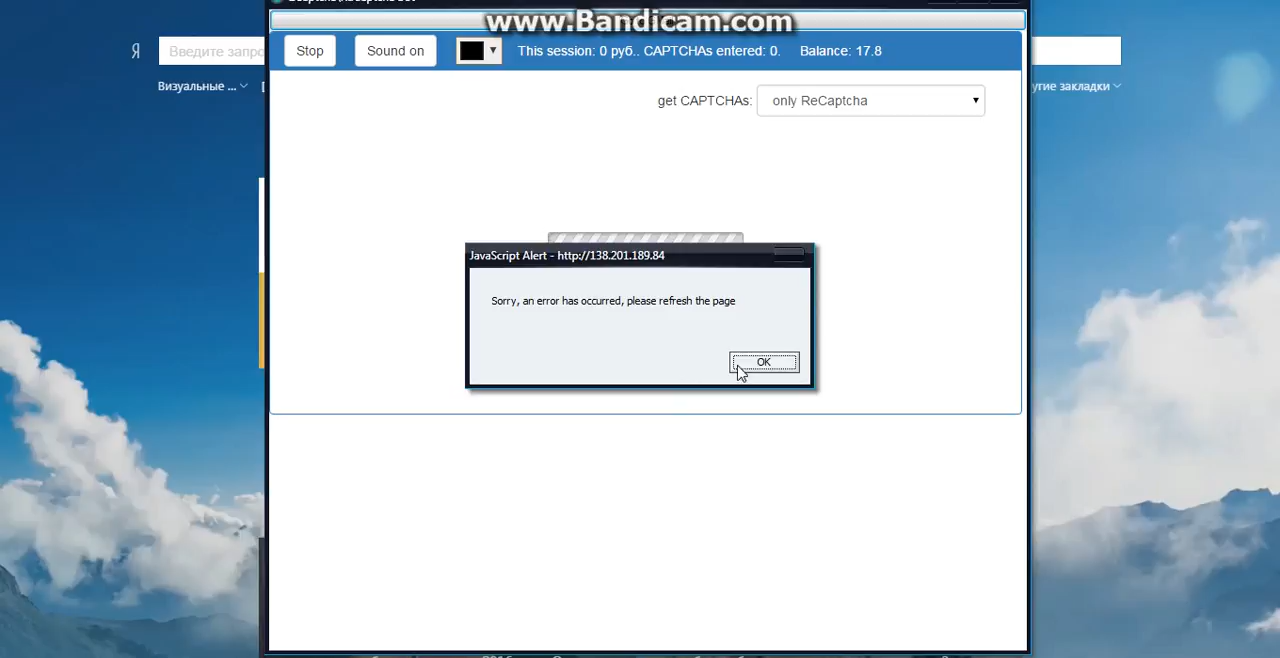 www.Bandicam.com
Я
Введите запро
Stop
Sound on
This session: 0 руб.. CAPTCHAs entered: 0.
Balance: 17.8
Визуальные ...
угие закладки
get CAPTCHAs:
only ReCaptcha
JavaScript Alert - http://138.201.189.84
Sorry, an error has occurred, please refresh the page
OK